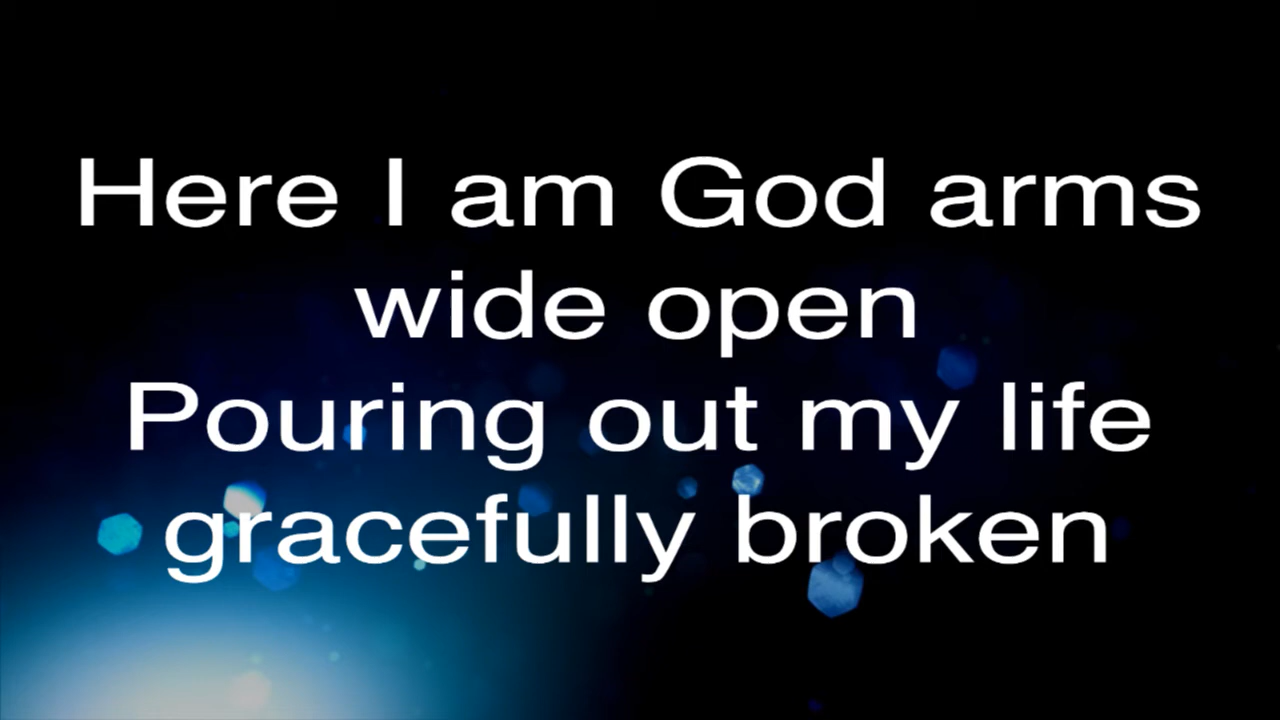 Here I am God arms
wide open
Pouring out my life
gracefully broken